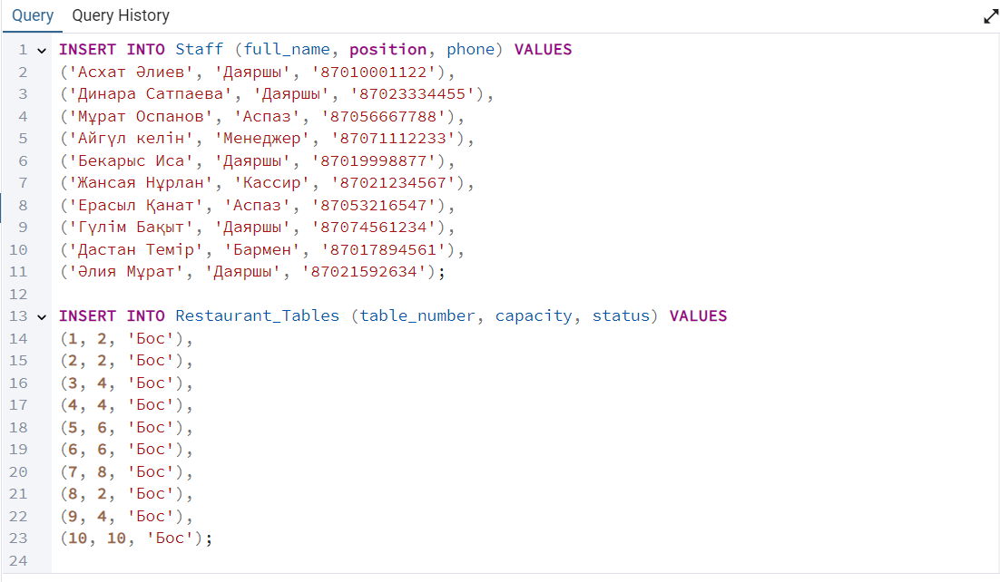 Query Query History
1 INSERT INTO Staff (full_name, position, phone) VALUES
2 ('Асхат Әлиев', 'Даяршы', '87010001122'),
3 ('Динара Сатпаева', 'Даяршы', '87023334455'),
4 ('Мұрат Оспанов', 'Аспаз', '87056667788'),
5 ('Айгүл келін', 'Менеджер', '87071112233'),
6 ('Бекарыс Иса', 'Даяршы', '87019998877'),
7 ('Жансая Нұрлан', 'Кассир', '87021234567'),
8 ('Ерасыл Қанат', 'Аспаз', '87053216547'),
9 ('Гүлім Бақыт', 'Даяршы', '87074561234'),
10 ('Дастан Темір', 'Бармен', '87017894561'),
11 ('Әлия Мұрат', 'Даяршы', '87021592634');
12
13 INSERT INTO Restaurant_Tables (table_number, capacity, status) VALUES
14 (1, 2, 'Бос'),
15 (2, 2, 'Бос'),
16 (3, 4, 'Бос'),
17 (4, 4, 'Бос'),
18 (5, 6, 'Бос'),
19 (6, 6, 'Бос'),
20 (7, 8, 'Бос'),
21 (8, 2, 'Бос'),
22 (9, 4, 'Бос'),
23 (10, 10, 'Бос');
24